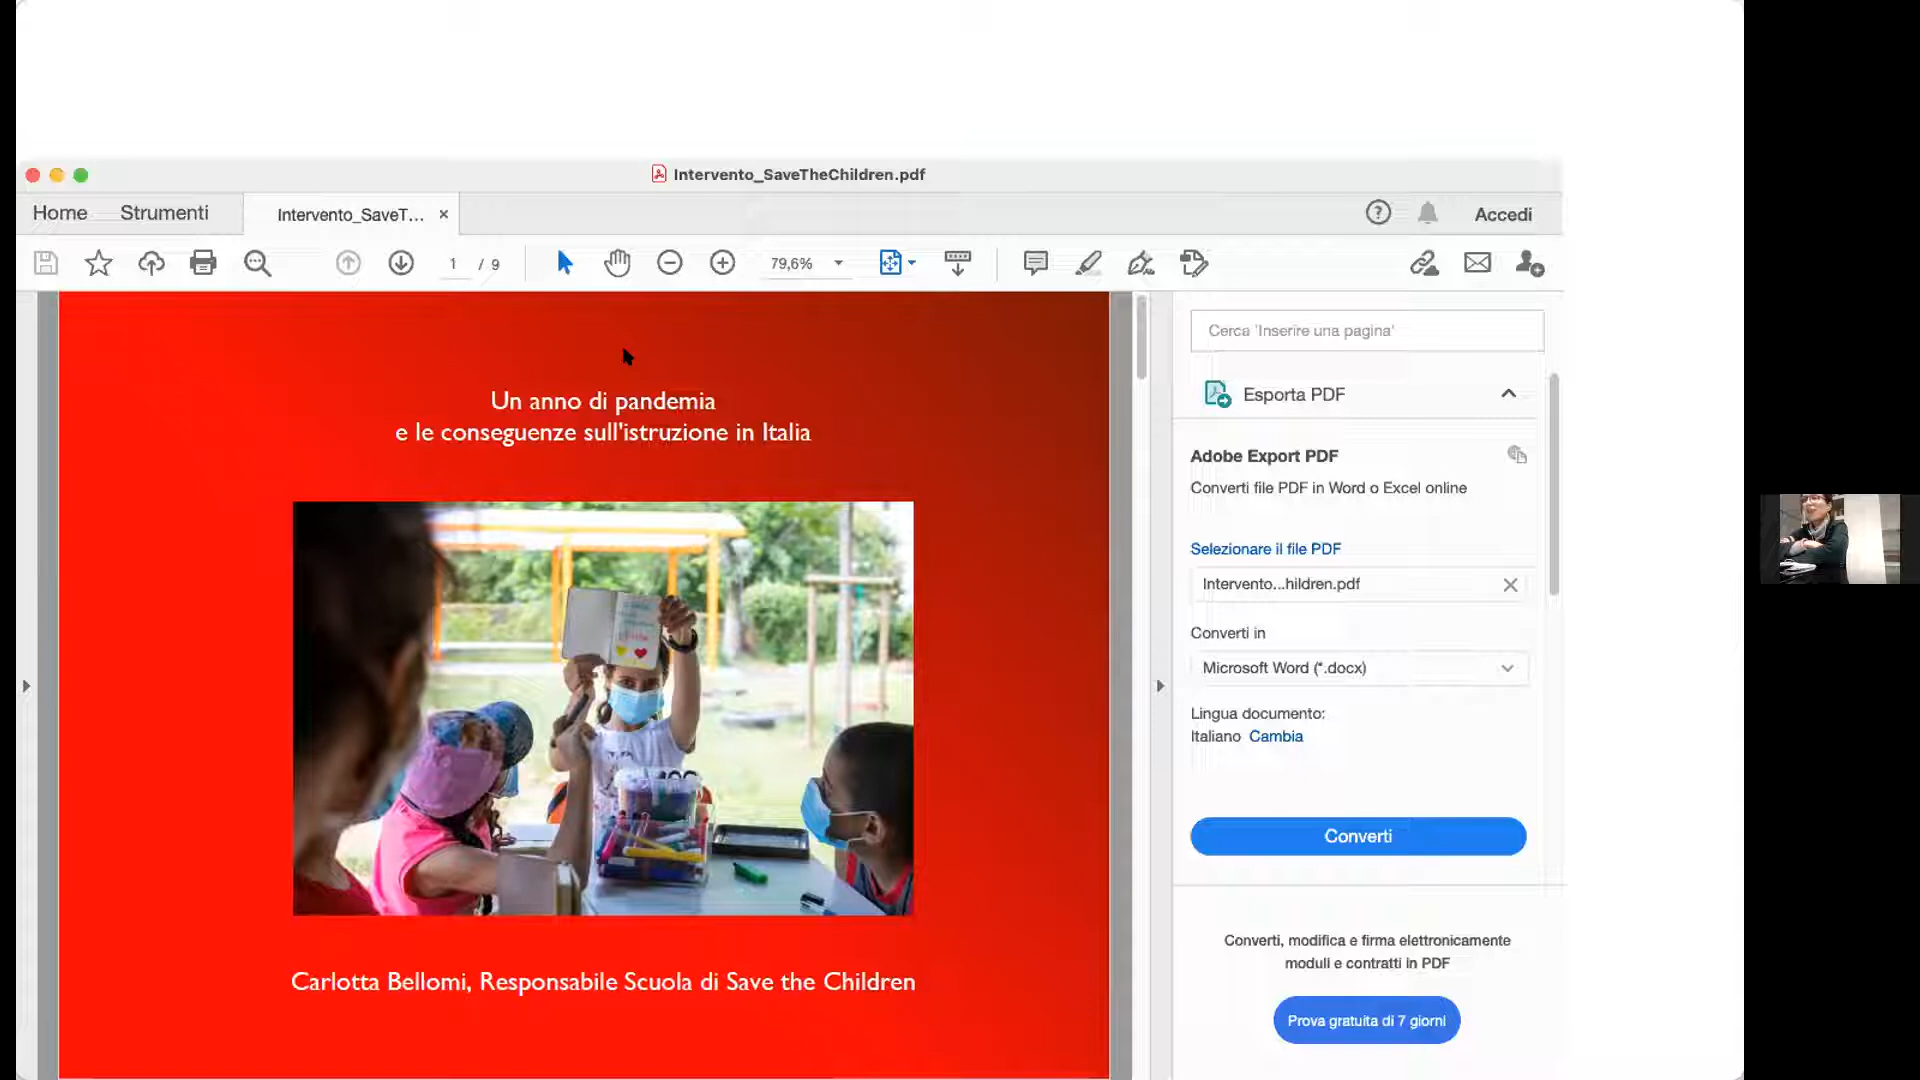 Intervento_SaveTheChildren.pdf
Home Strumenti Intervento_SaveT... × Accedi
1 / 9 79,6%
Un anno di pandemia
e le conseguenze sull'istruzione in Italia
Carlotta Bellomi, Responsabile Scuola di Save the Children
Cerca 'Inserire una pagina'
Esporta PDF
Adobe Export PDF
Converti file PDF in Word o Excel online
Selezionare il file PDF
Intervento...hildren.pdf
Converti in
Microsoft Word (*.docx)
Lingua documento:
Italiano Cambia
Converti
Converti, modifica e firma elettronicamente
moduli e contratti in PDF
Prova gratuita di 7 giorni